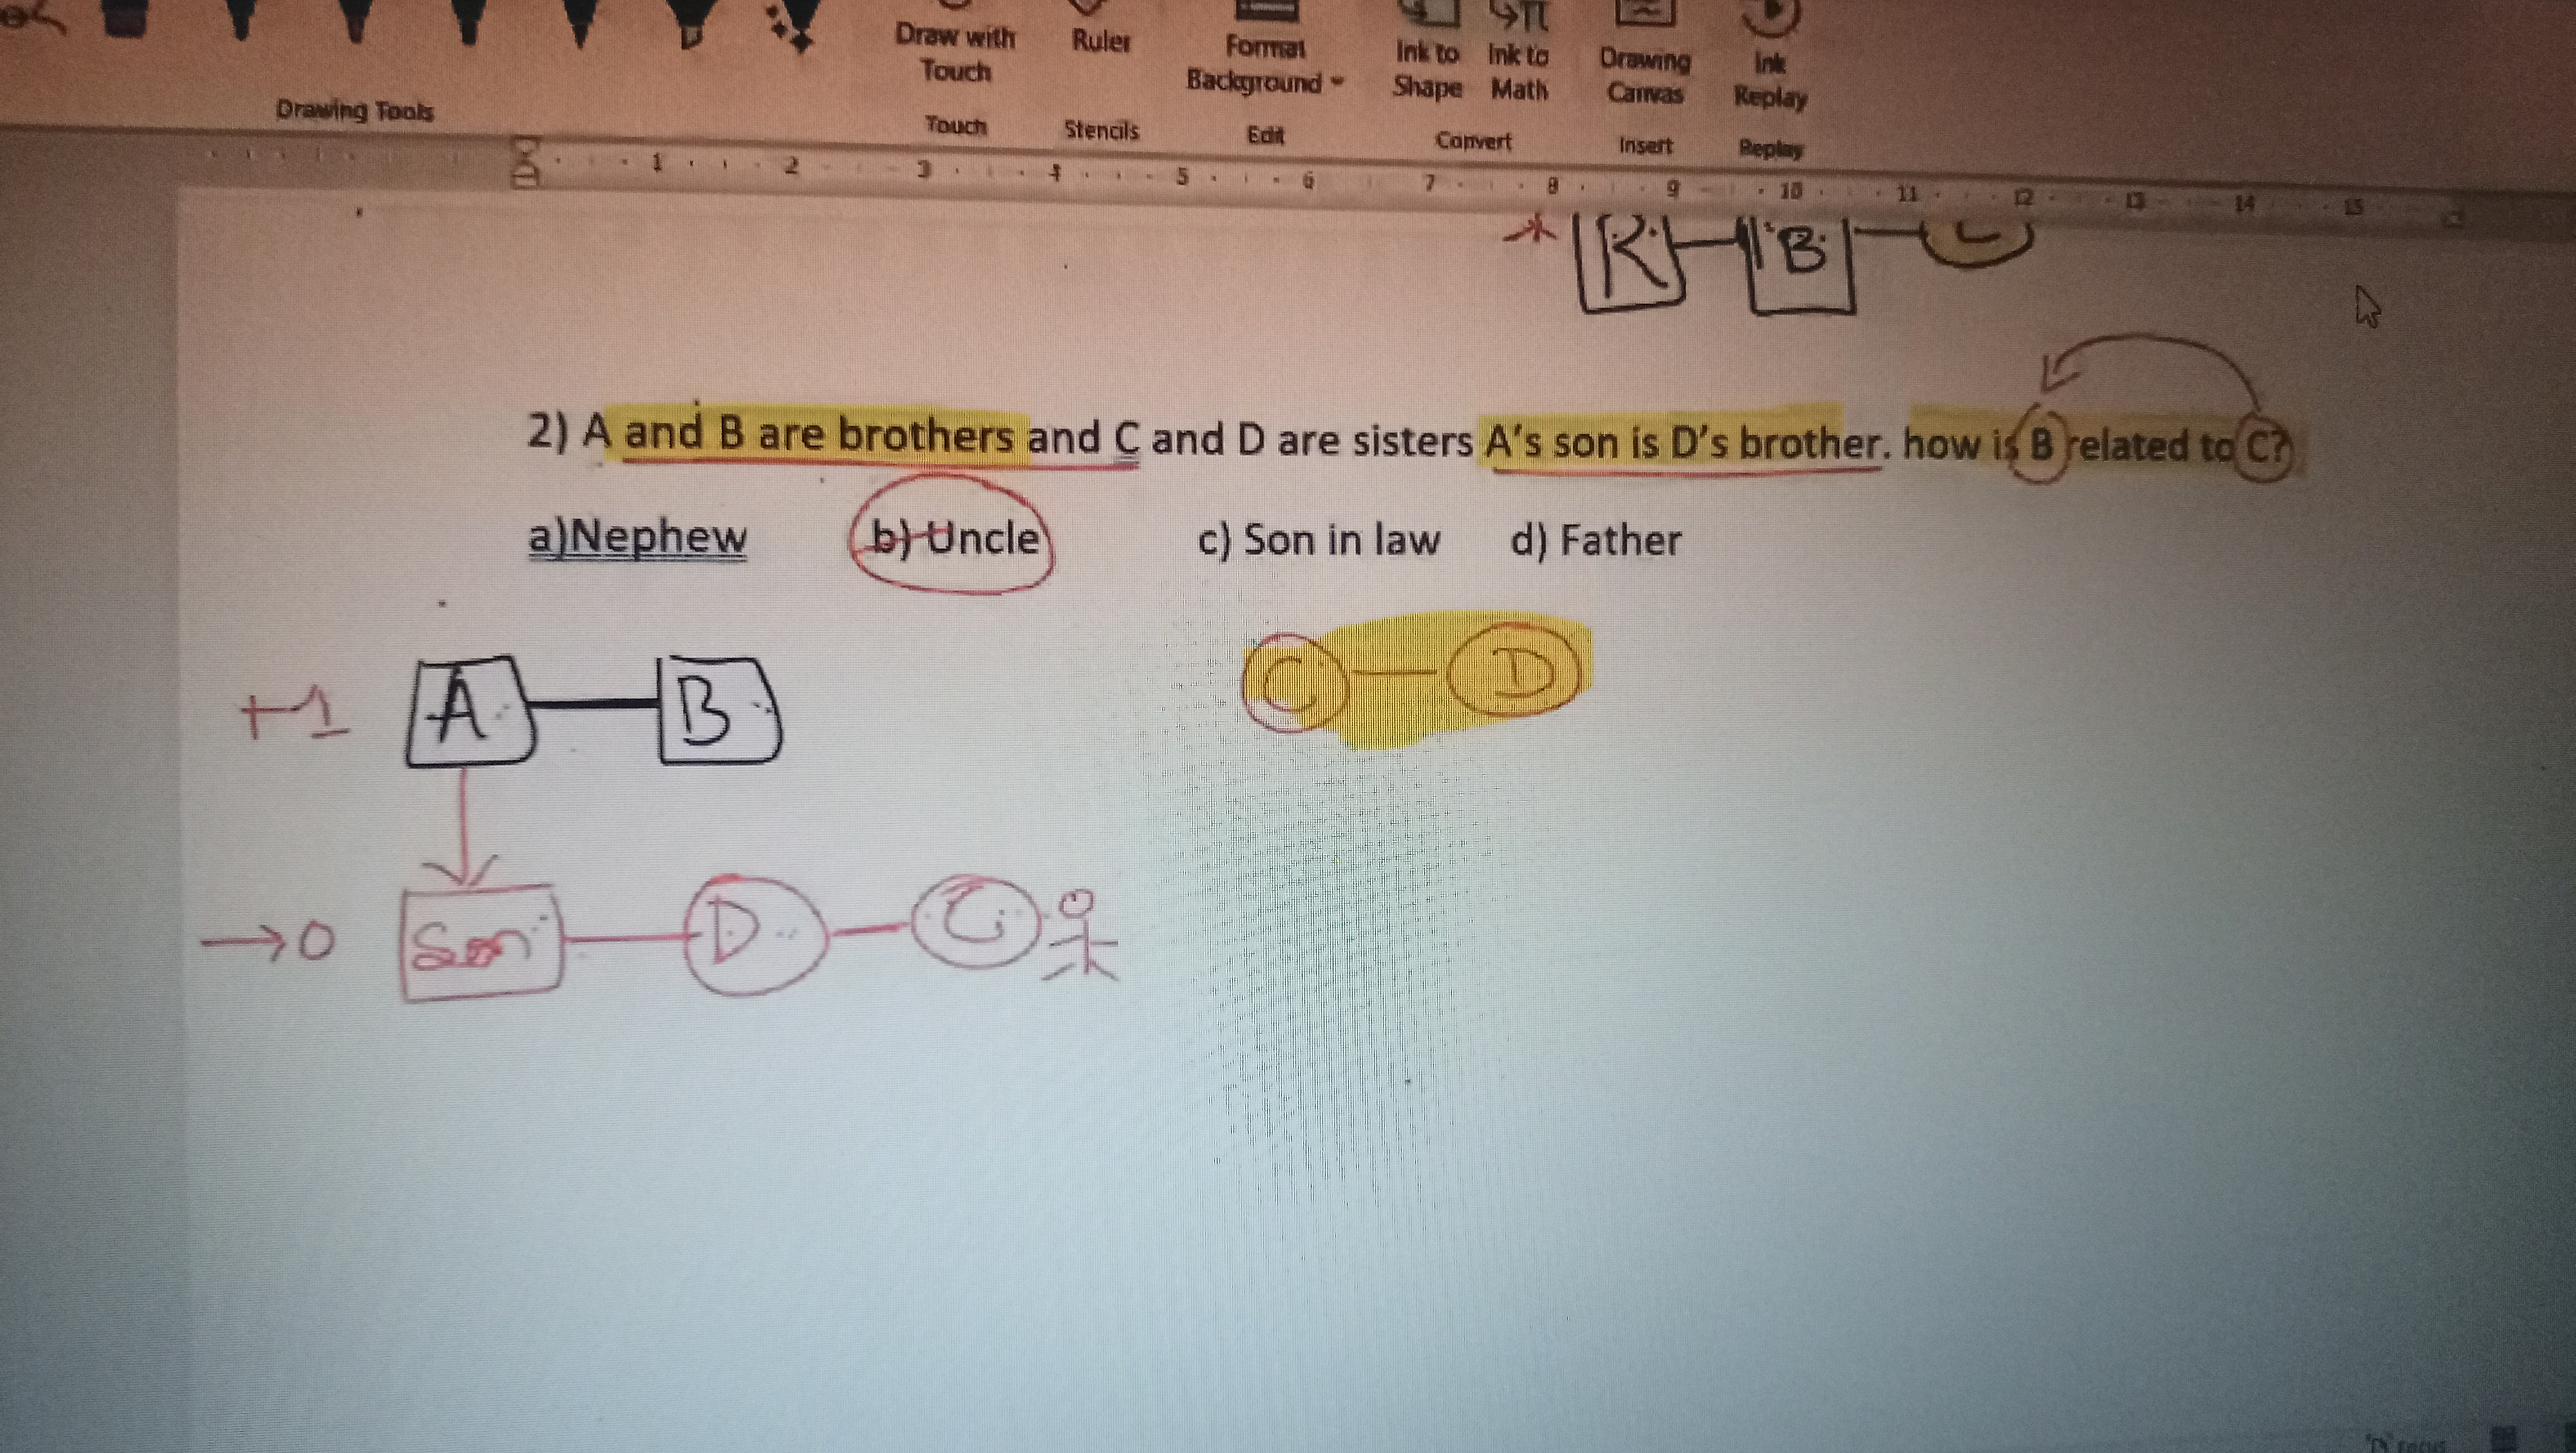 Drawing Tools
Draw with Touch
Ruler
Format Background
Ink to Shape
Ink to Math
Drawing Canvas
Ink Replay
Touch
Stencils
Edit
Convert
Insert
Replay
1 2 3 4 5 6 7 8 9 10 11 12 13 14 15
R B
2) A and B are brothers and C and D are sisters A's son is D's brother. how is B related to C?
a)Nephew b) Uncle c) Son in law d) Father
+1 A B C D
→0 Son D C